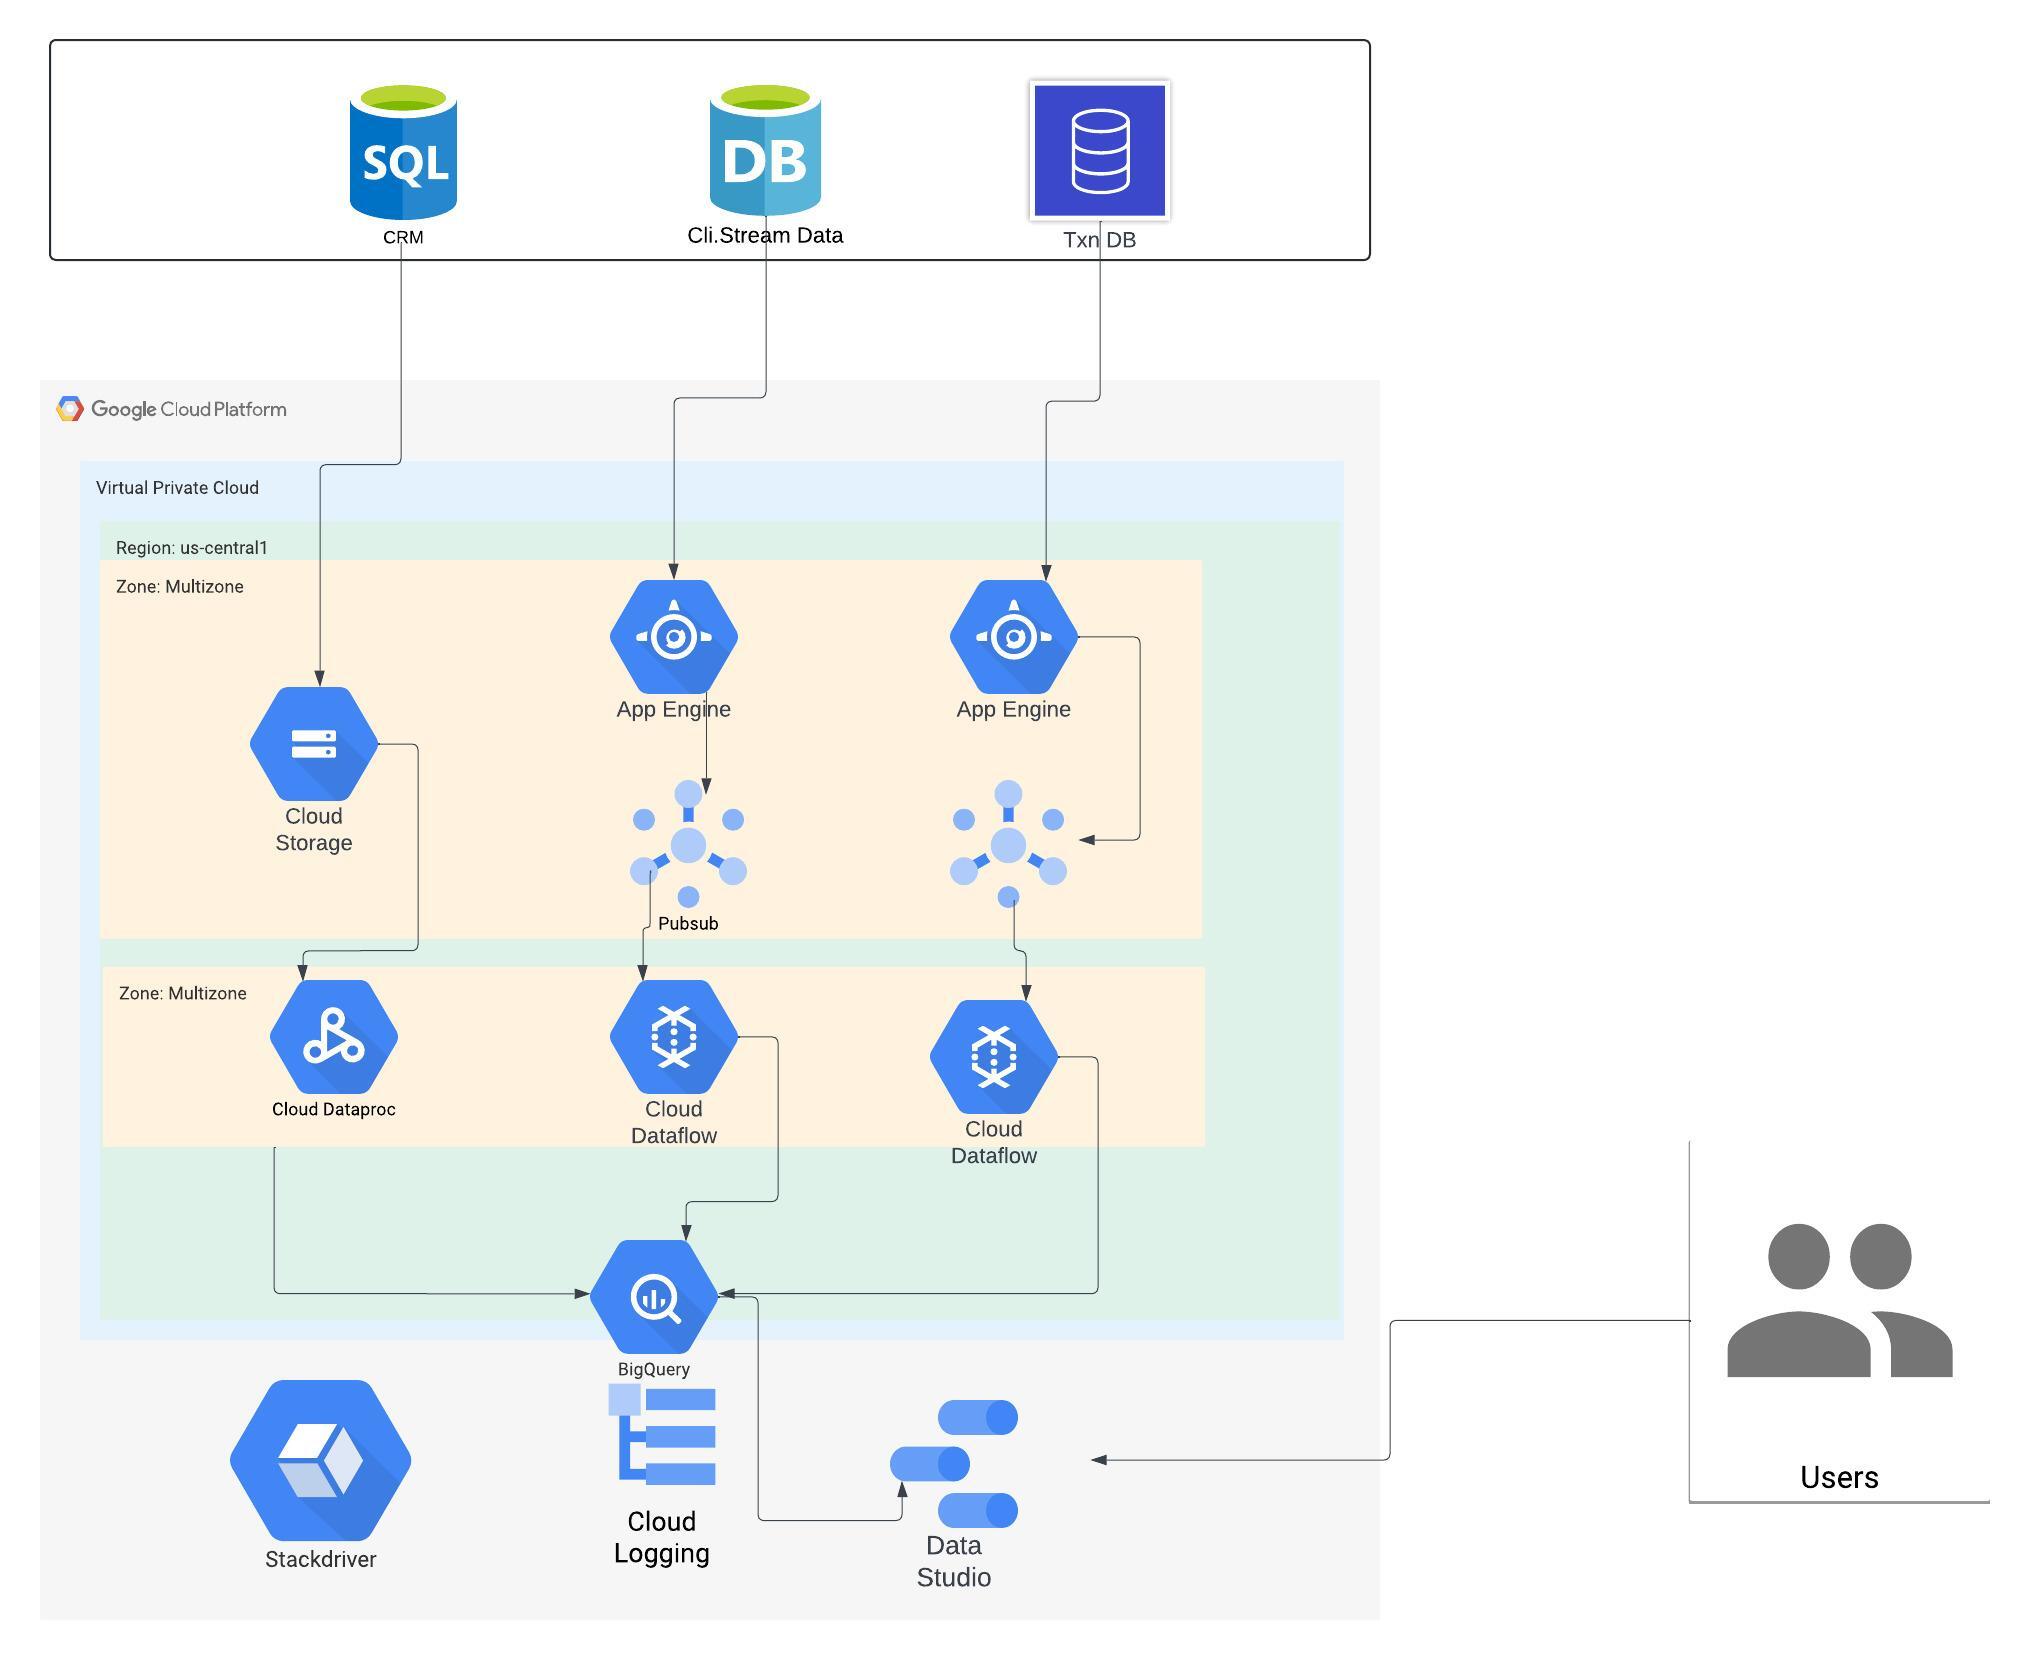 SQL
DB
CRM
Cli.Stream Data
Txn DB
Google Cloud Platform
Virtual Private Cloud
Region: us-central1
Zone: Multizone
App Engine
App Engine
Cloud
Storage
Pubsub
Zone: Multizone
Cloud Dataproc
Cloud
Dataflow
Cloud
Dataflow
BigQuery
Users
Cloud
Logging
Stackdriver
Data
Studio